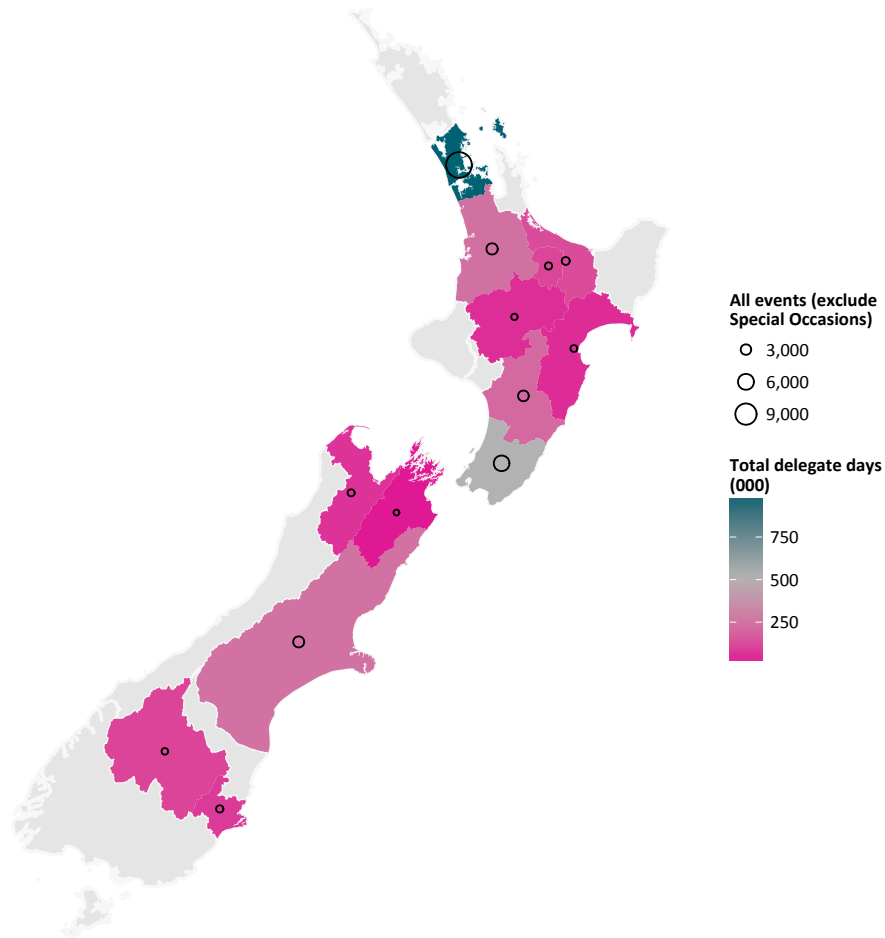 All events (exclude
Special Occasions)
3,000
6,000
9,000
Total delegate days
(000)
750
500
250